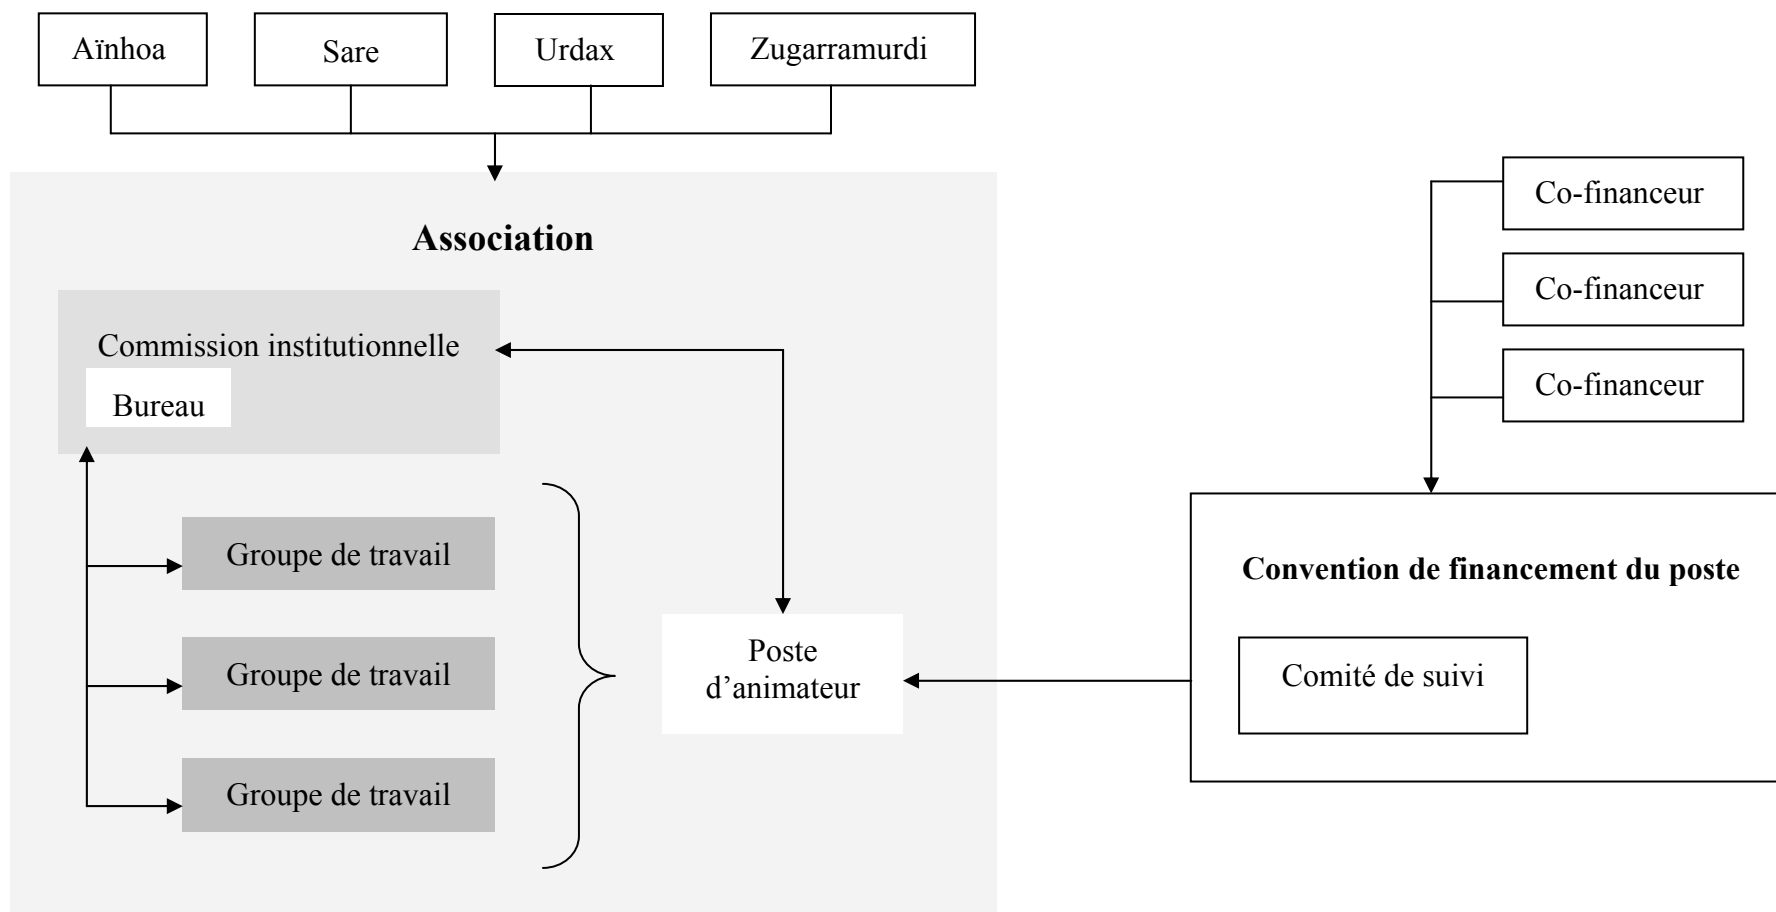 Aïnhoa
Sare
Urdax
Zugarramurdi
Association
Commission institutionnelle
Bureau
Groupe de travail
Groupe de travail
Groupe de travail
Poste
d’animateur
Co-financeur
Co-financeur
Co-financeur
Convention de financement du poste
Comité de suivi